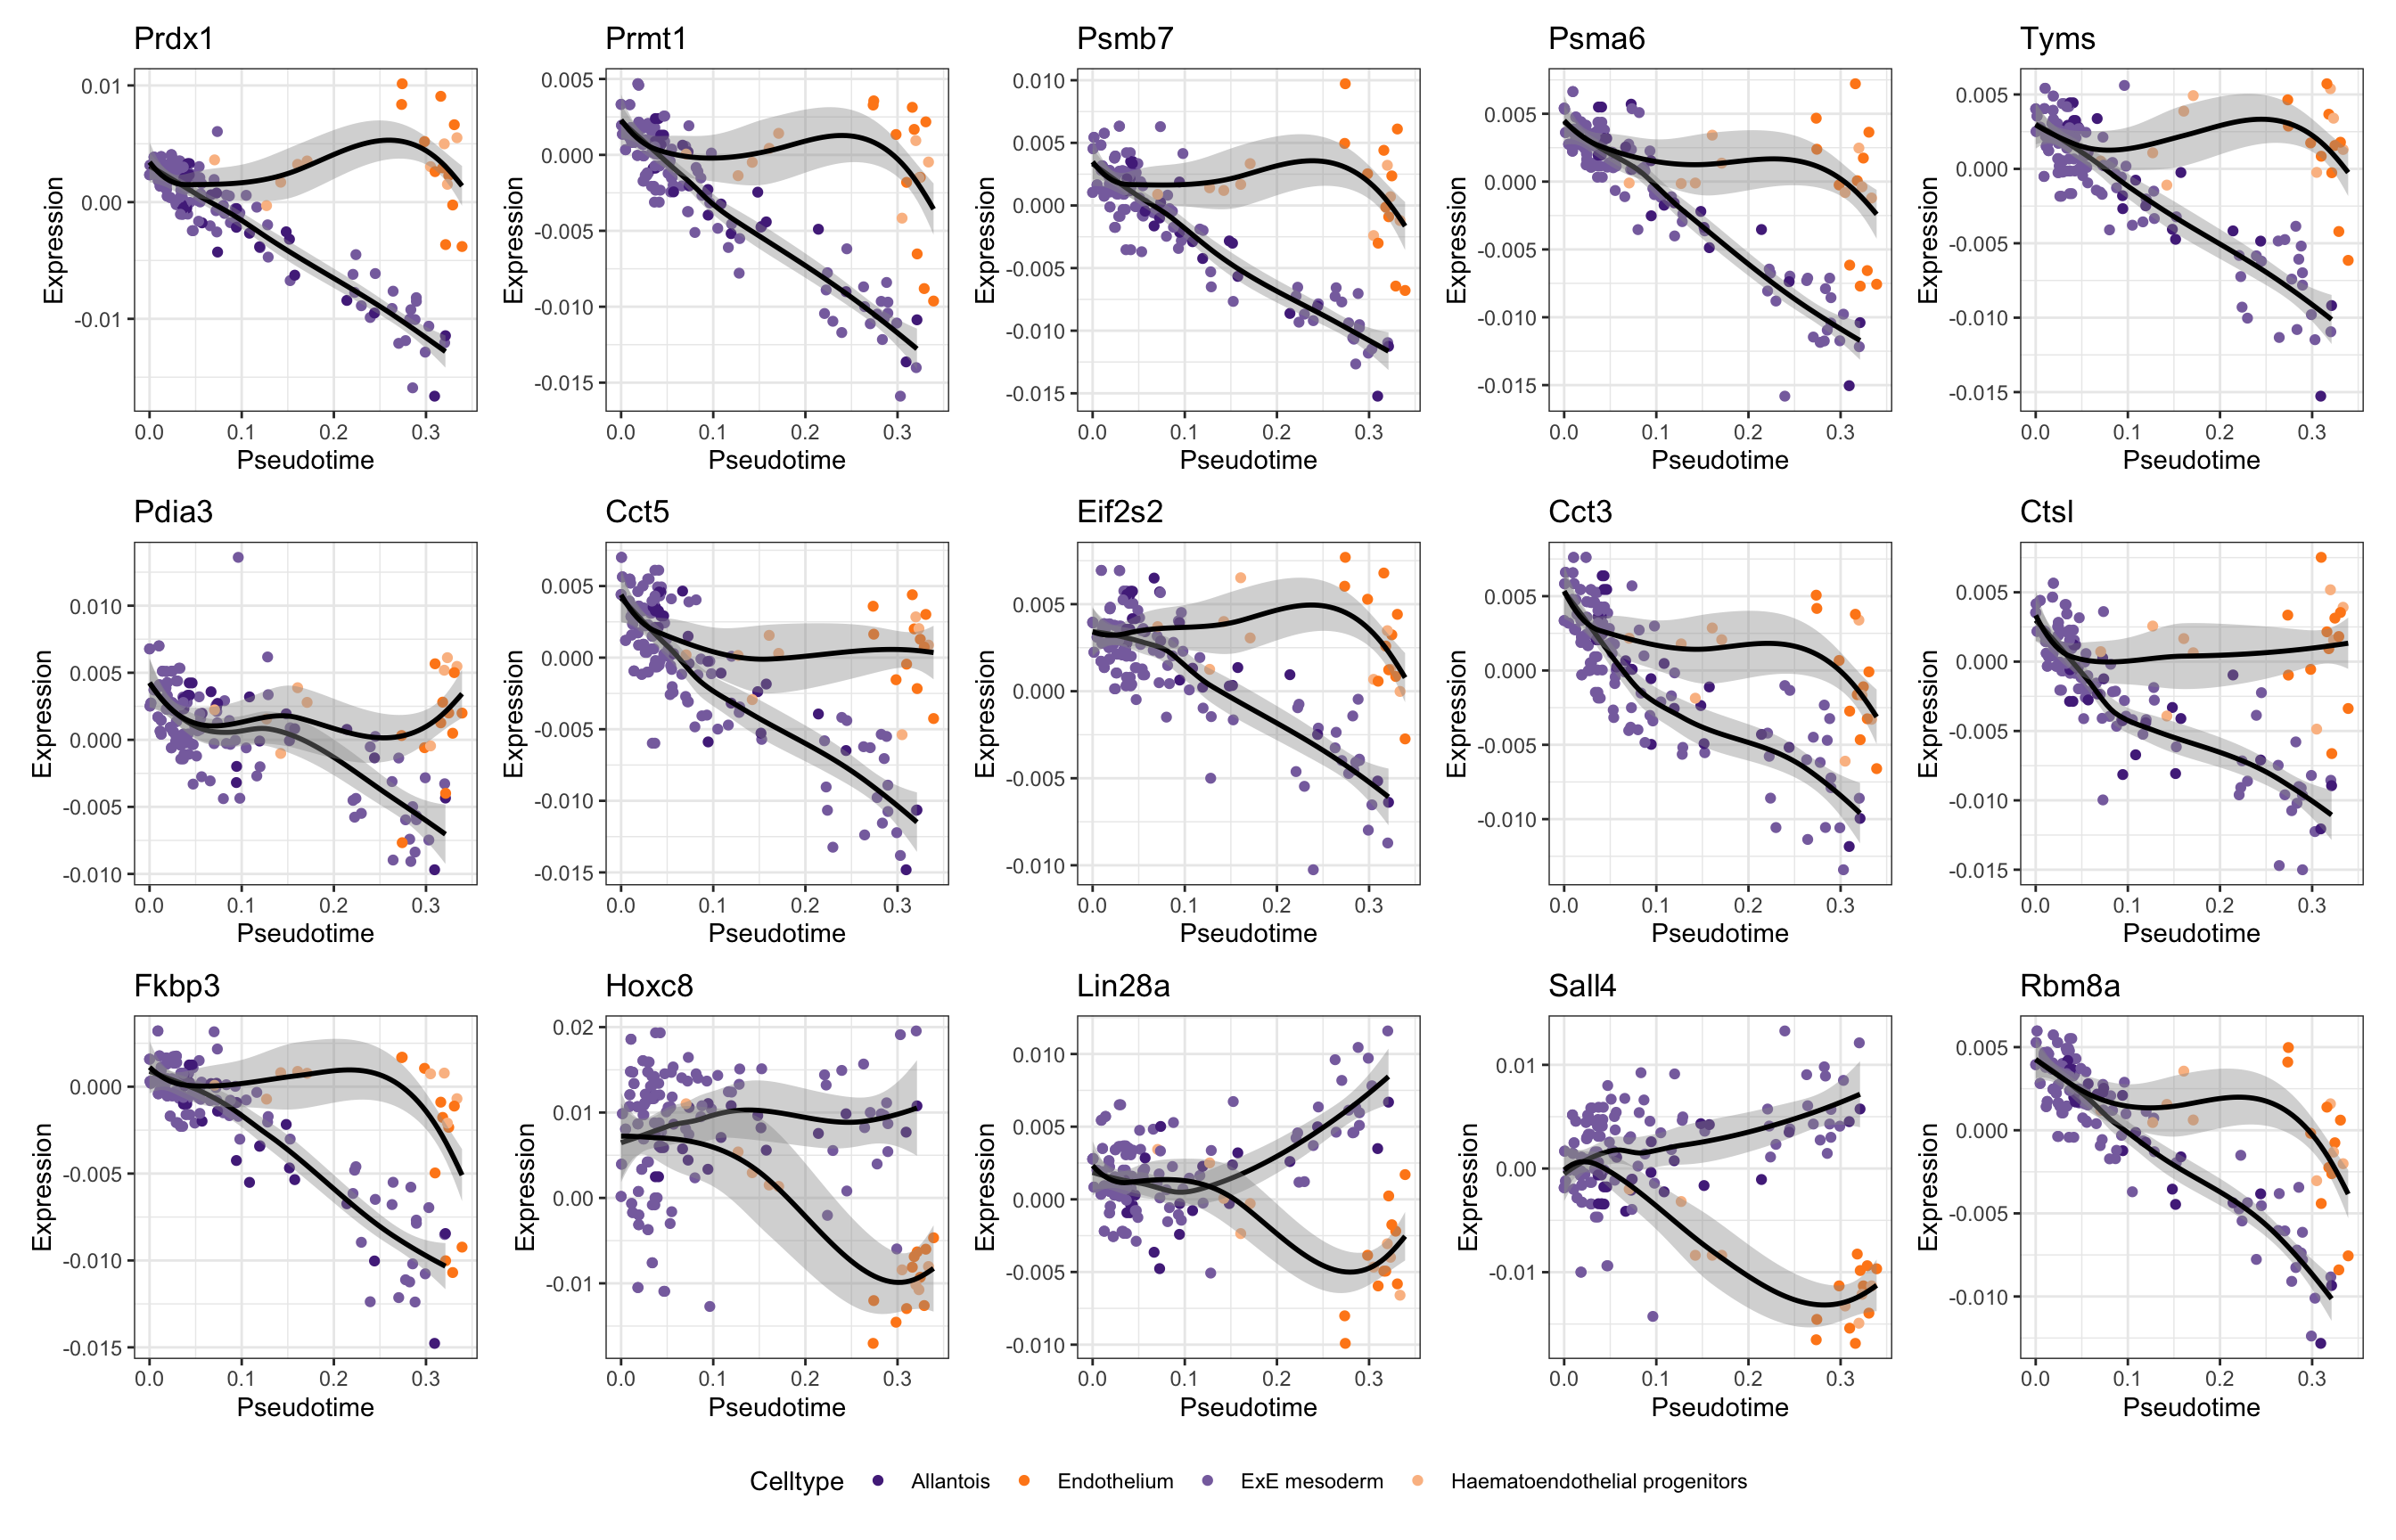 Prdx1 Prmt1 Psmb7 Psma6 Tyms
0.01 0.00 -0.01
0.005 0.000 -0.005 -0.010 -0.015
0.010 0.005 0.000 -0.005 -0.010 -0.015
0.005 0.000 -0.005 -0.010 -0.015
0.005 0.000 -0.005 -0.010 -0.015
Expression Expression Expression Expression Expression
0.0 0.1 0.2 0.3 0.0 0.1 0.2 0.3 0.0 0.1 0.2 0.3 0.0 0.1 0.2 0.3 0.0 0.1 0.2 0.3
Pseudotime Pseudotime Pseudotime Pseudotime Pseudotime
Pdia3 Cct5 Eif2s2 Cct3 Ctsl
0.010 0.005 0.000 -0.005 -0.010
0.005 0.000 -0.005 -0.010 -0.015
0.005 0.000 -0.005 -0.010
0.005 0.000 -0.005 -0.010
0.005 0.000 -0.005 -0.010 -0.015
Expression Expression Expression Expression Expression
0.0 0.1 0.2 0.3 0.0 0.1 0.2 0.3 0.0 0.1 0.2 0.3 0.0 0.1 0.2 0.3 0.0 0.1 0.2 0.3
Pseudotime Pseudotime Pseudotime Pseudotime Pseudotime
Fkbp3 Hoxc8 Lin28a Sall4 Rbm8a
0.000 -0.005 -0.010 -0.015
0.02 0.01 0.00 -0.01
0.010 0.005 0.000 -0.005 -0.010
0.01 0.00 -0.01
0.005 0.000 -0.005 -0.010
Expression Expression Expression Expression Expression
0.0 0.1 0.2 0.3 0.0 0.1 0.2 0.3 0.0 0.1 0.2 0.3 0.0 0.1 0.2 0.3 0.0 0.1 0.2 0.3
Pseudotime Pseudotime Pseudotime Pseudotime Pseudotime
Celltype Allantois Endothelium ExE mesoderm Haematoendothelial progenitors